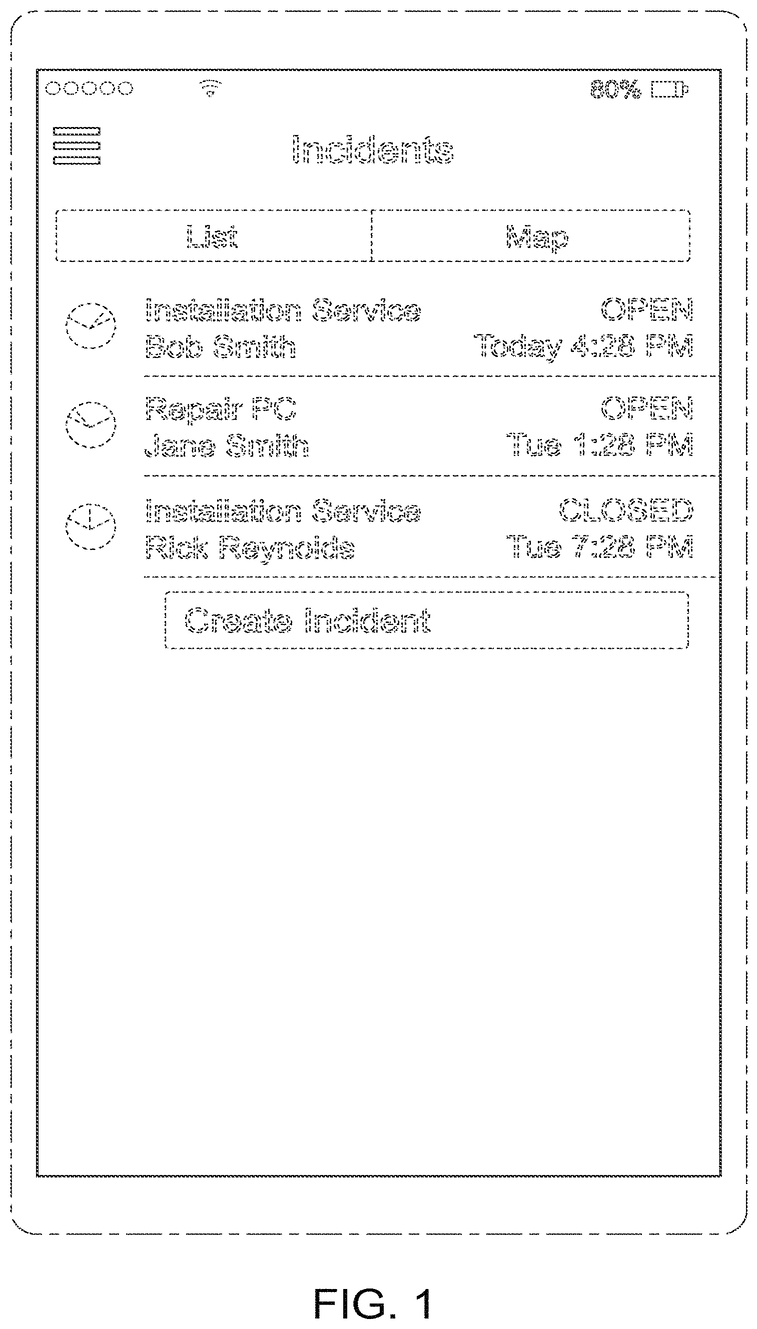 80%
Incidents
List Map
Installation Service OPEN
Bob Smith Today 4:28 PM
Repair PC OPEN
Jane Smith Tue 1:28 PM
Installation Service CLOSED
Rick Reynolds Tue 7:28 PM
Create Incident
FIG. 1